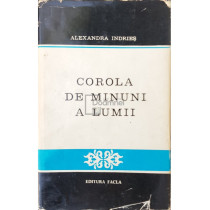 ALEXANDRA INDRIEȘ
COROLA
DE MINUNI
A LUMII
EDITURA FACLA